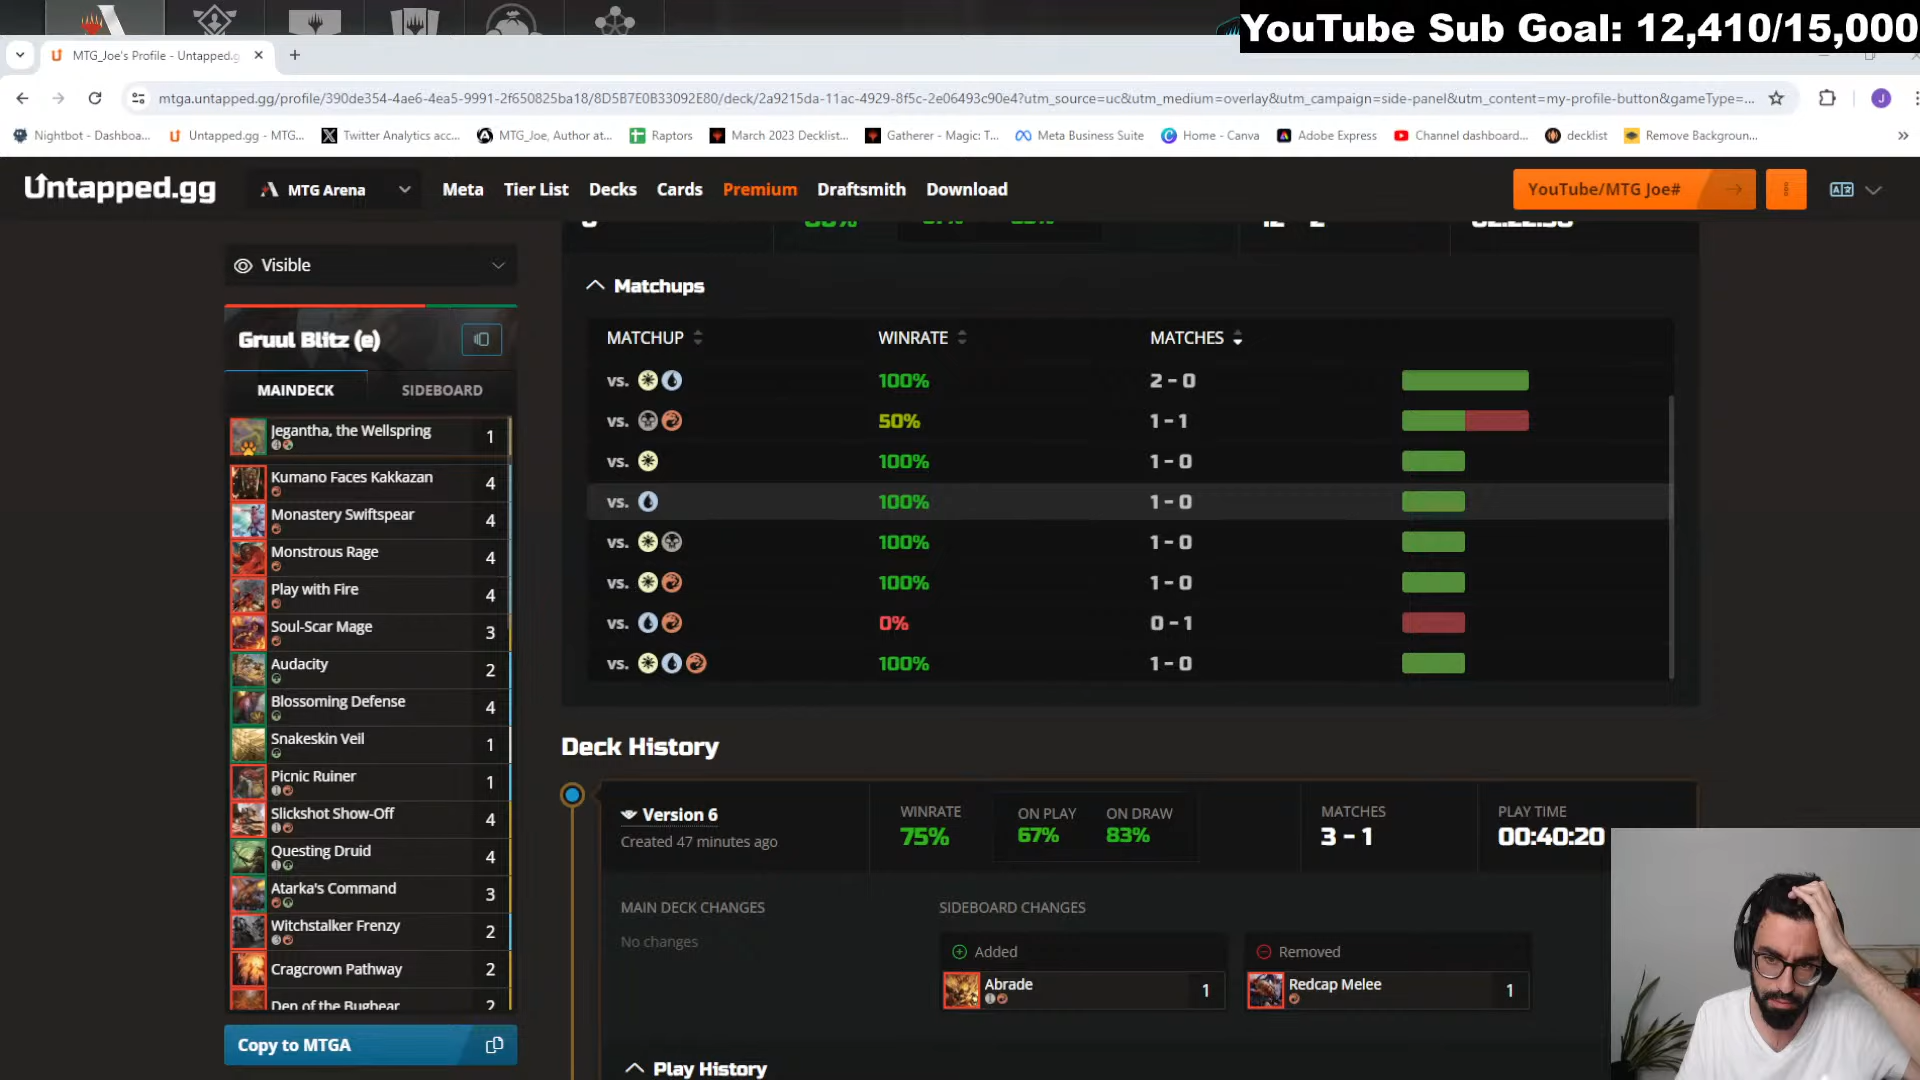 YouTube Sub Goal: 12,410/15,000
MTG_Joe's Profile - Untapped.g
mtga.untapped.gg/profile/390de354-4ae6-4ea5-9991-2f650825ba18/8D5B7E0B33092E80/deck/2a9215da-11ac-4929-8f5c-2e06493c90e4?utm_source=uc&utm_medium=overlay&utm_campaign=side-panel&utm_content=my-profile-button&gameType=...
J
Nightbot - Dashboa... Untapped.gg - MTG... Twitter Analytics acc... MTG_Joe, Author at... Raptors March 2023 Decklist... Gatherer - Magic: T... Meta Business Suite Home - Canva Adobe Express Channel dashboard... decklist Remove Backgroun...
Untapped.gg MTG Arena Meta Tier List Decks Cards Premium Draftsmith Download YouTube/MTG Joe#
Visible
Gruul Blitz (e)
MAINDECK SIDEBOARD
Jegantha, the Wellspring 1
Kumano Faces Kakkazan 4
Monastery Swiftspear 4
Monstrous Rage 4
Play with Fire 4
Soul-Scar Mage 3
Audacity 2
Blossoming Defense 4
Snakeskin Veil 1
Picnic Ruiner 1
Slickshot Show-Off 4
Questing Druid 4
Atarka's Command 3
Witchstalker Frenzy 2
Cragcrown Pathway 2
Den of the Bugbear 2
Copy to MTGA
Matchups
MATCHUP WINRATE MATCHES
vs. 100% 2 - 0
vs. 50% 1 - 1
vs. 100% 1 - 0
vs. 100% 1 - 0
vs. 100% 1 - 0
vs. 100% 1 - 0
vs. 0% 0 - 1
vs. 100% 1 - 0
Deck History
Version 6
Created 47 minutes ago
WINRATE ON PLAY ON DRAW MATCHES PLAY TIME
75% 67% 83% 3 - 1 00:40:20
MAIN DECK CHANGES SIDEBOARD CHANGES
No changes
Added Removed
Abrade 1 Redcap Melee 1
Play History